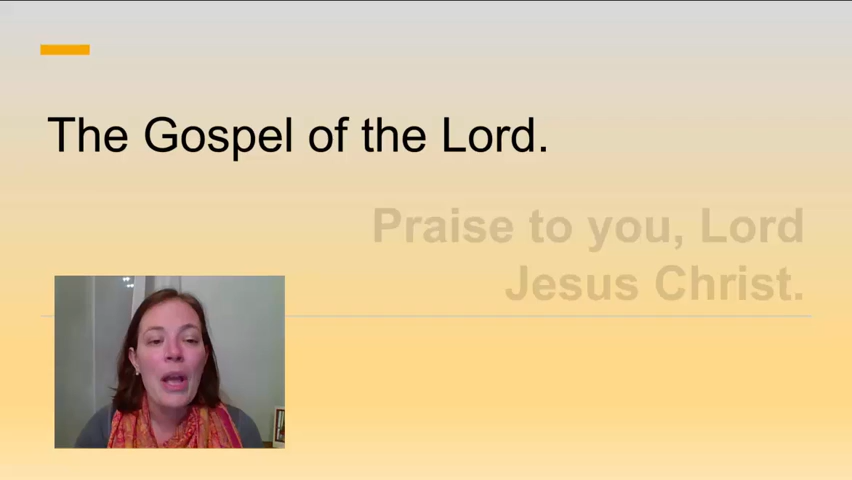 The Gospel of the Lord.
Praise to you, Lord
Jesus Christ.